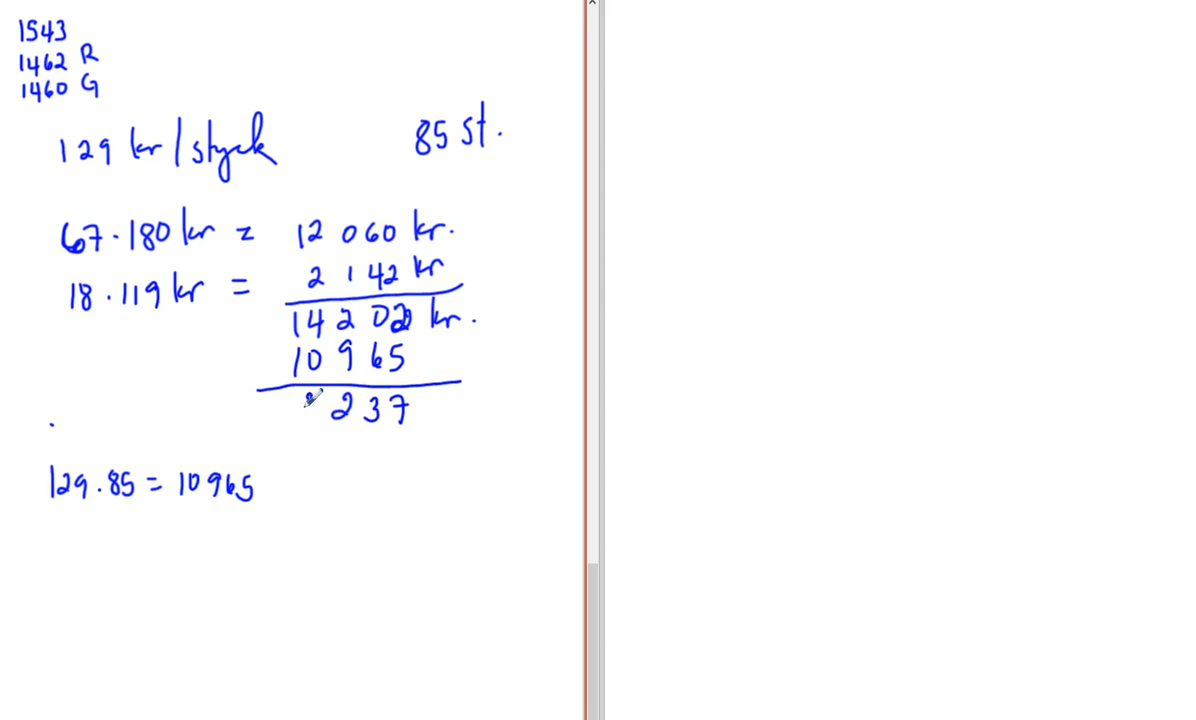 1543
1462 R
1460 G
129 kr/styck 85 st.
67·180 kr = 12 060 kr.
18·119 kr = 2 142 kr
14 202 kr.
10 965
237
129·85 = 10965